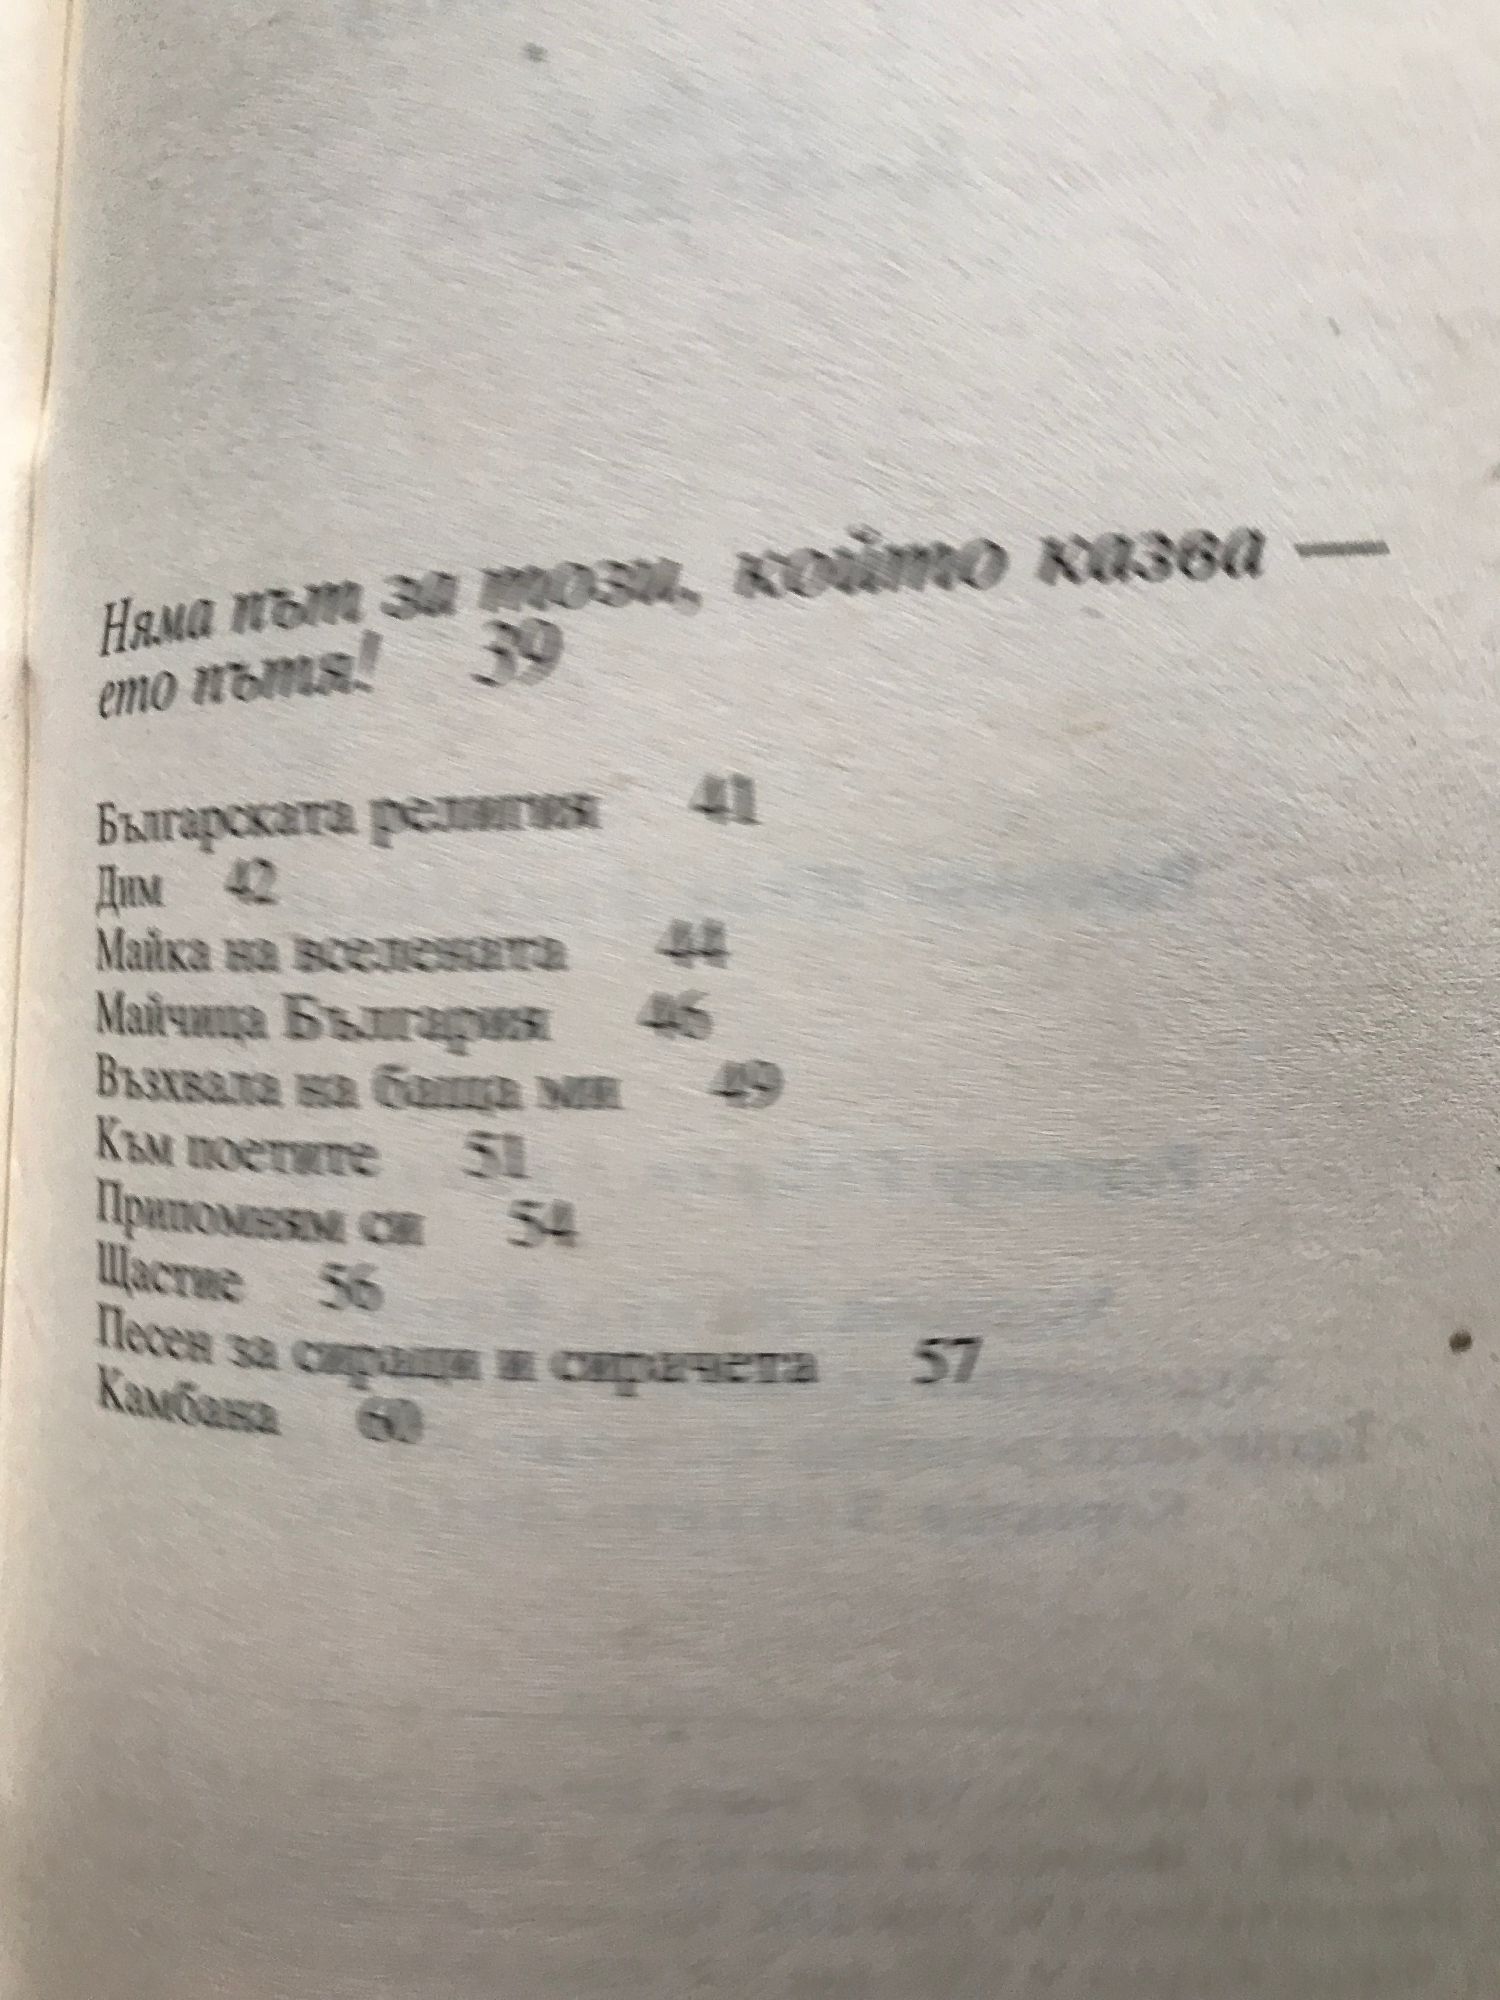 Няма път за този, който казва —
ето пътя! 39
Българската религия 41
Дим 42
Майка на вселената 44
Майчица България 46
Възхвала на баща ми 49
Към поетите 51
Припомням си 54
Щастие 56
Песен за сираци и сирачета 57
Камбана 60